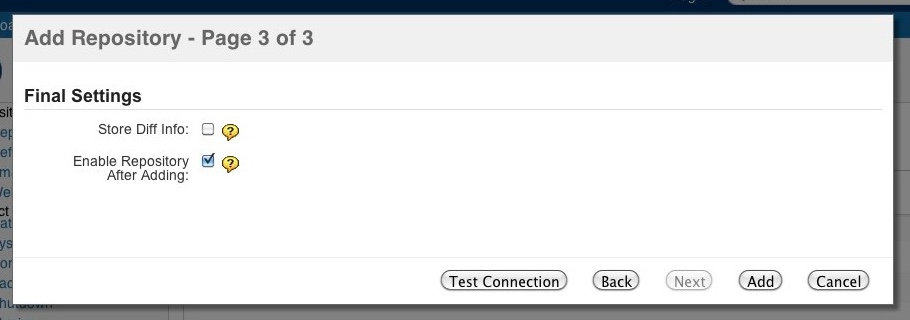 Add Repository - Page 3 of 3
Final Settings
Store Diff Info:
Enable Repository
After Adding:
Test Connection Back Next Add Cancel